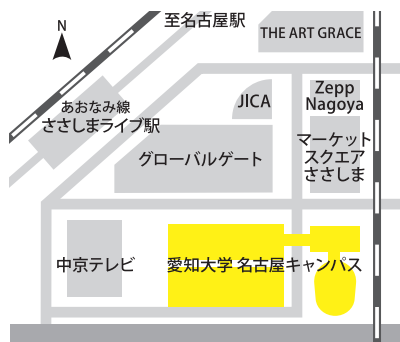 至名古屋駅
N
THE ART GRACE
あおなみ線
ささしまライブ駅
JICA
Zepp
Nagoya
グローバルゲート
マーケット
スクエア
ささしま
中京テレビ
愛知大学 名古屋キャンパス